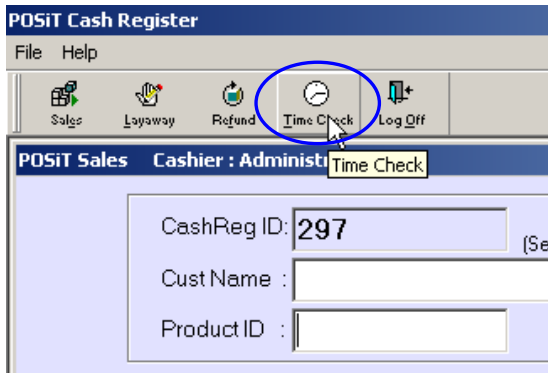 POSiT Cash Register
File Help
Sales Layaway Refund Time Check Log Off
POSiT Sales Cashier : Administ
Time Check
CashReg ID: 297
(Se
Cust Name :
Product ID :